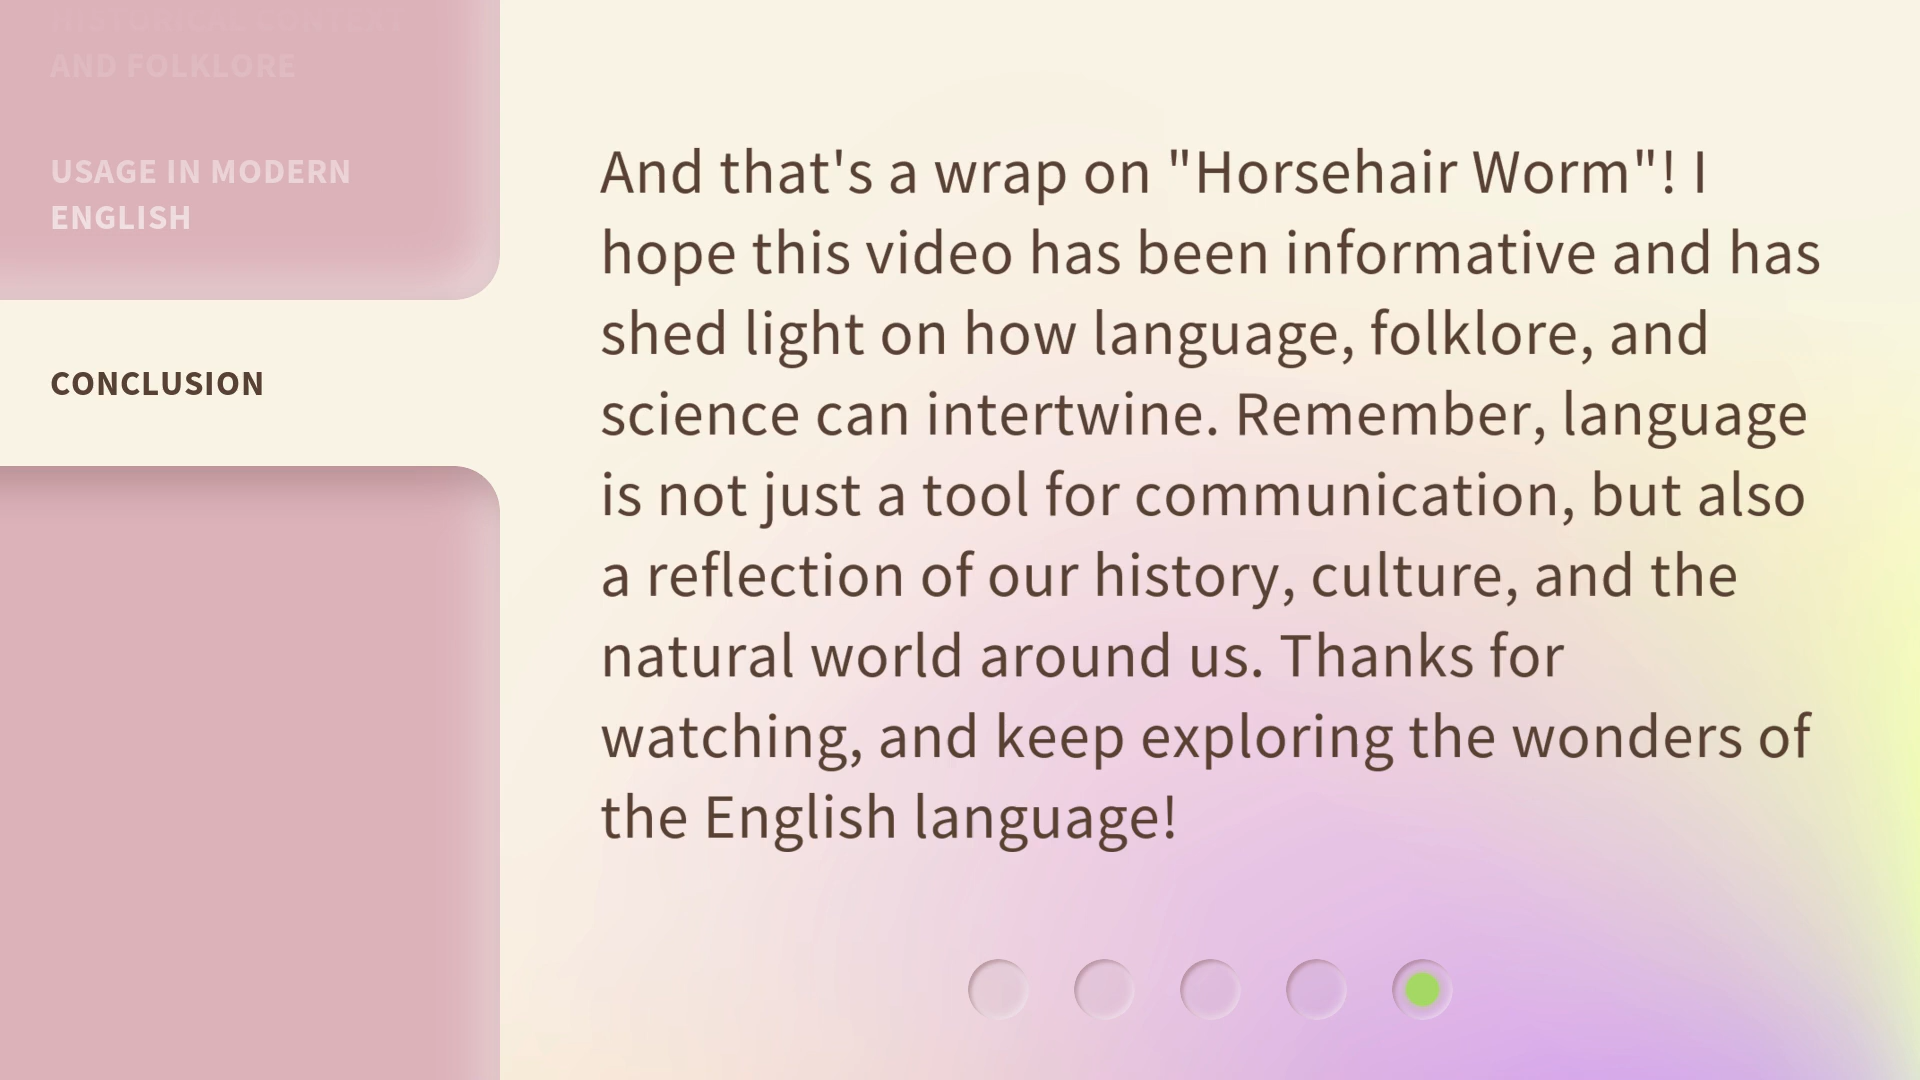 HISTORICAL CONTEXT
AND FOLKLORE
USAGE IN MODERN
ENGLISH
CONCLUSION
And that's a wrap on "Horsehair Worm"! I
hope this video has been informative and has
shed light on how language, folklore, and
science can intertwine. Remember, language
is not just a tool for communication, but also
a reflection of our history, culture, and the
natural world around us. Thanks for
watching, and keep exploring the wonders of
the English language!